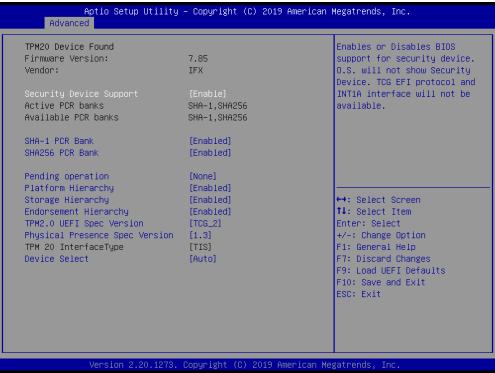 Aptio Setup Utility – Copyright (C) 2019 American Megatrends, Inc.
Advanced
TPM20 Device Found
Firmware Version: 7.85
Vendor: IFX
Security Device Support [Enable]
Active PCR banks SHA-1,SHA256
Available PCR banks SHA-1,SHA256
SHA-1 PCR Bank [Enabled]
SHA256 PCR Bank [Enabled]
Pending operation [None]
Platform Hierarchy [Enabled]
Storage Hierarchy [Enabled]
Endorsement Hierarchy [Enabled]
TPM2.0 UEFI Spec Version [TCG_2]
Physical Presence Spec Version [1.3]
TPM 20 InterfaceType [TIS]
Device Select [Auto]
Enables or Disables BIOS
support for security device.
O.S. will not show Security
Device. TCG EFI protocol and
INT1A interface will not be
available.
↔: Select Screen
↑↓: Select Item
Enter: Select
+/-: Change Option
F1: General Help
F7: Discard Changes
F9: Load UEFI Defaults
F10: Save and Exit
ESC: Exit
Version 2.20.1273. Copyright (C) 2019 American Megatrends, Inc.